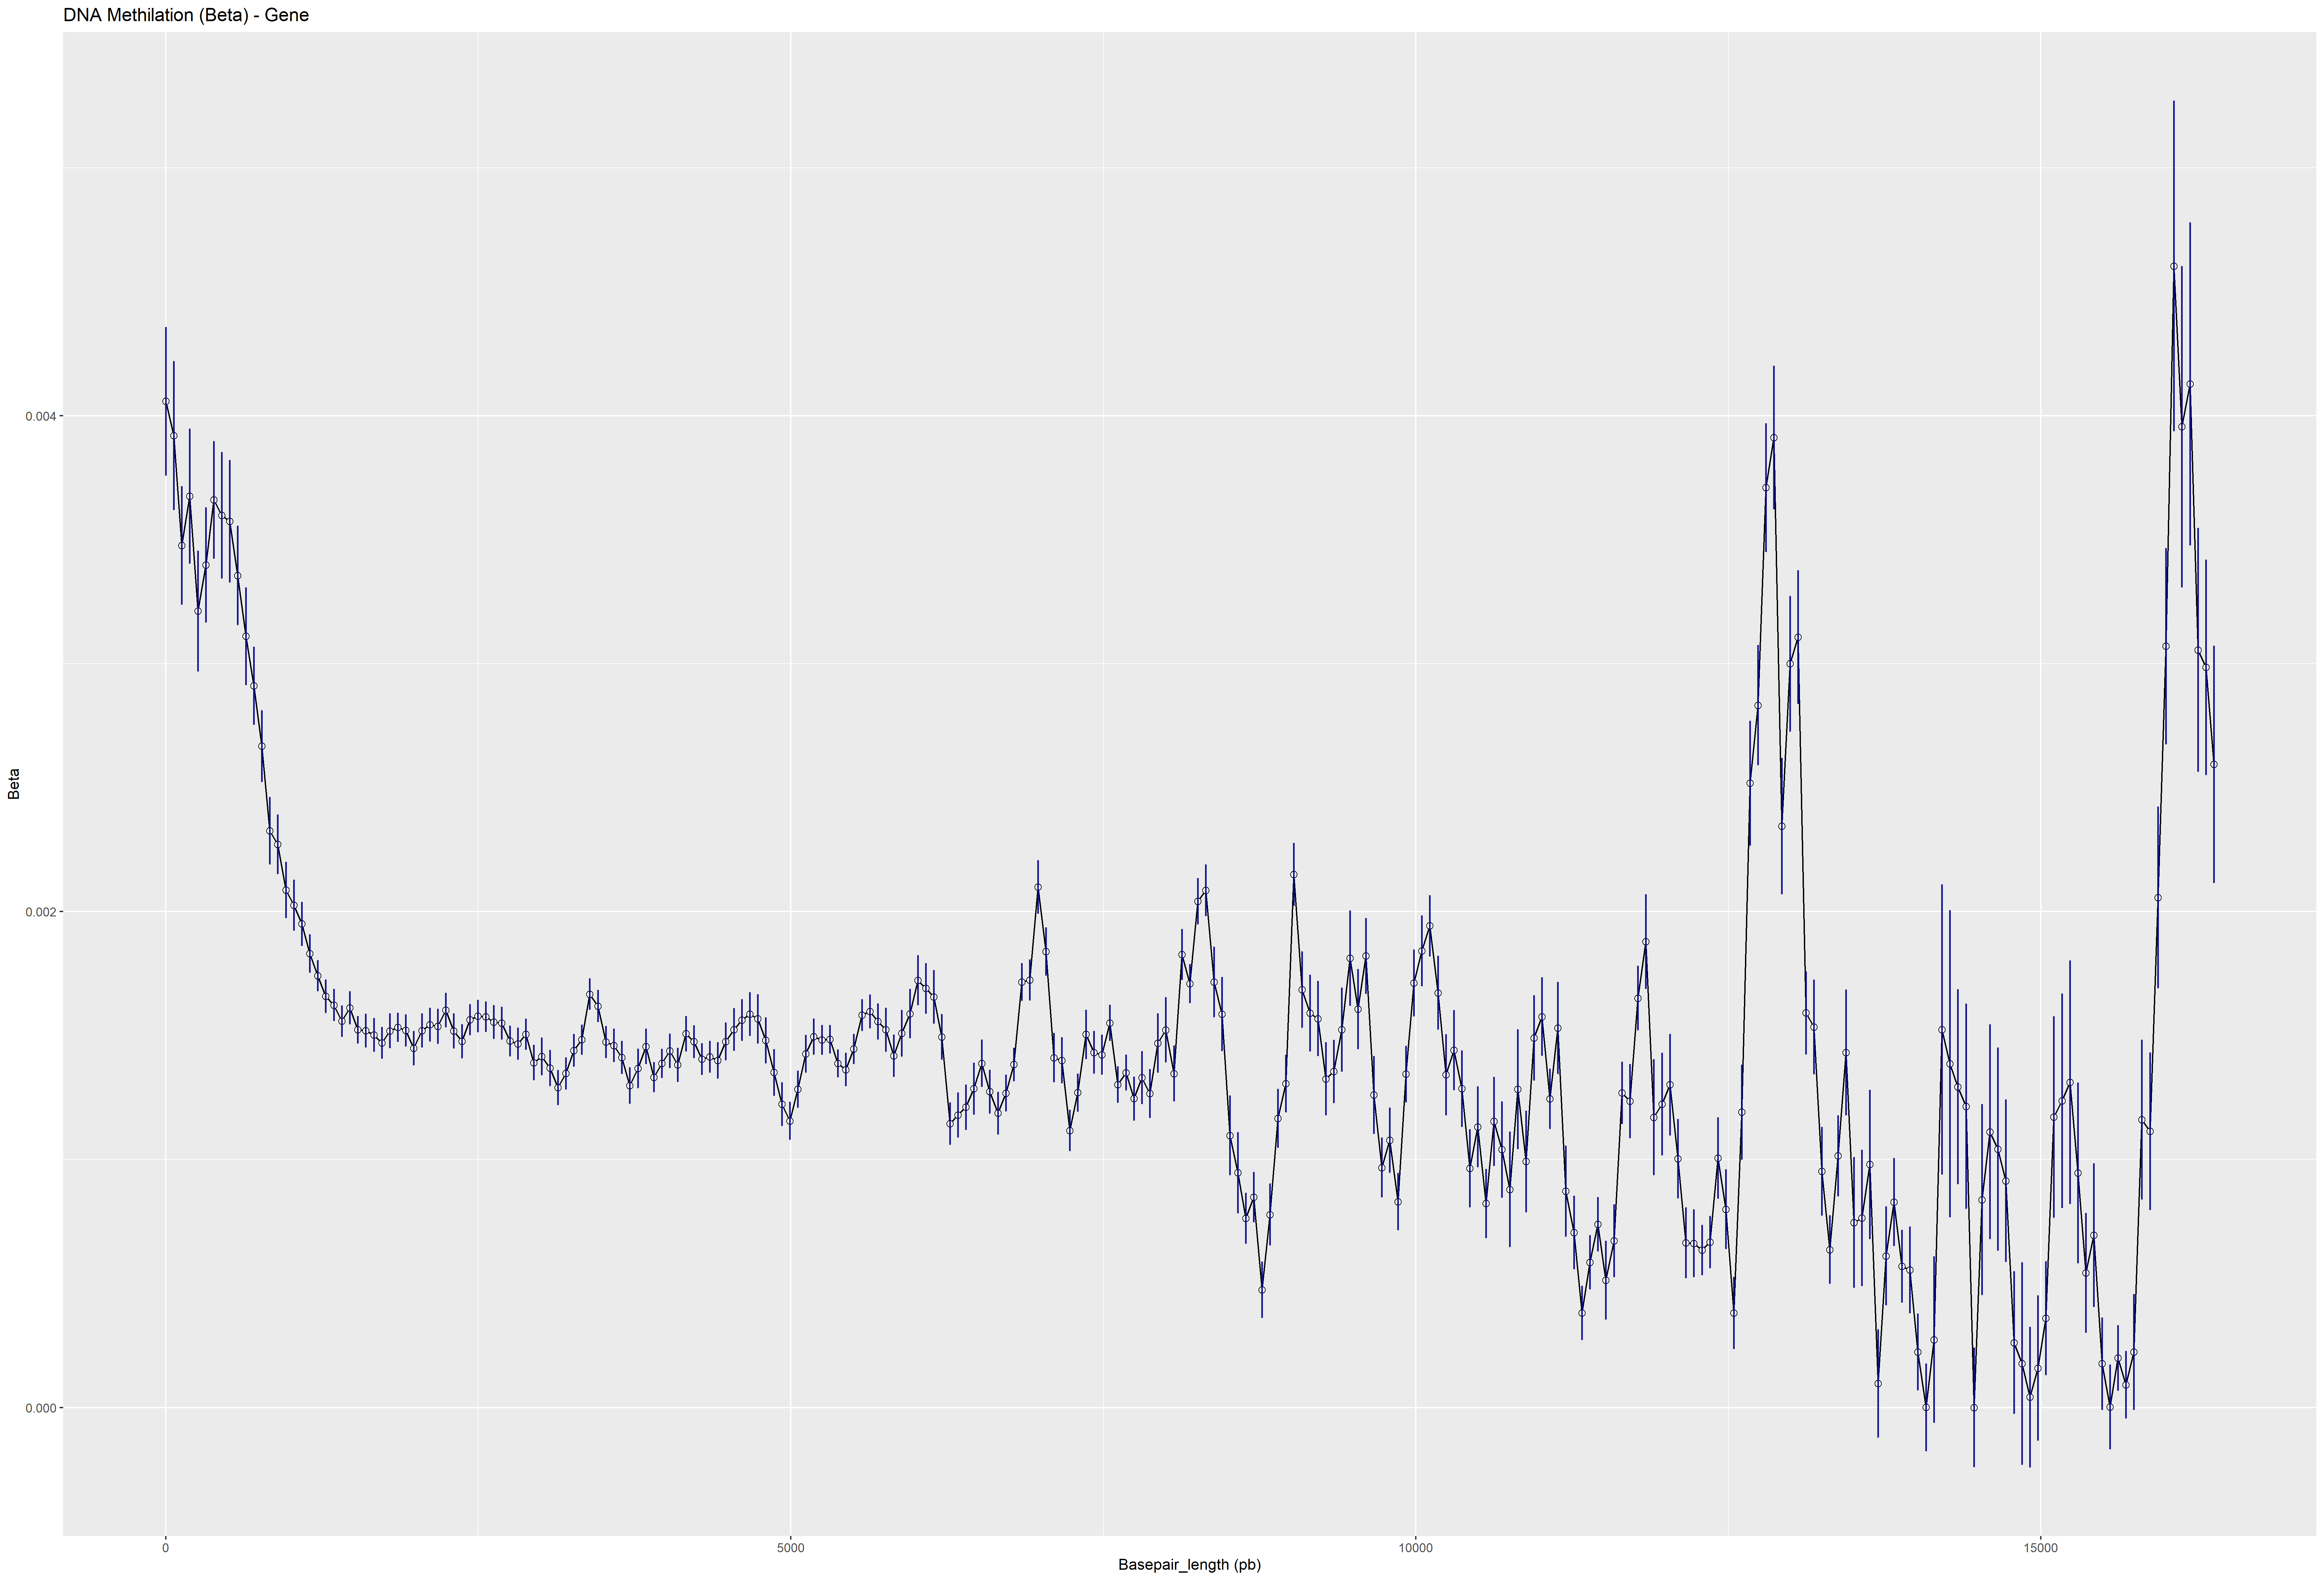 DNA Methilation (Beta) - Gene
Beta
0.004
0.002
0.000
0
5000
10000
15000
Basepair_length (pb)